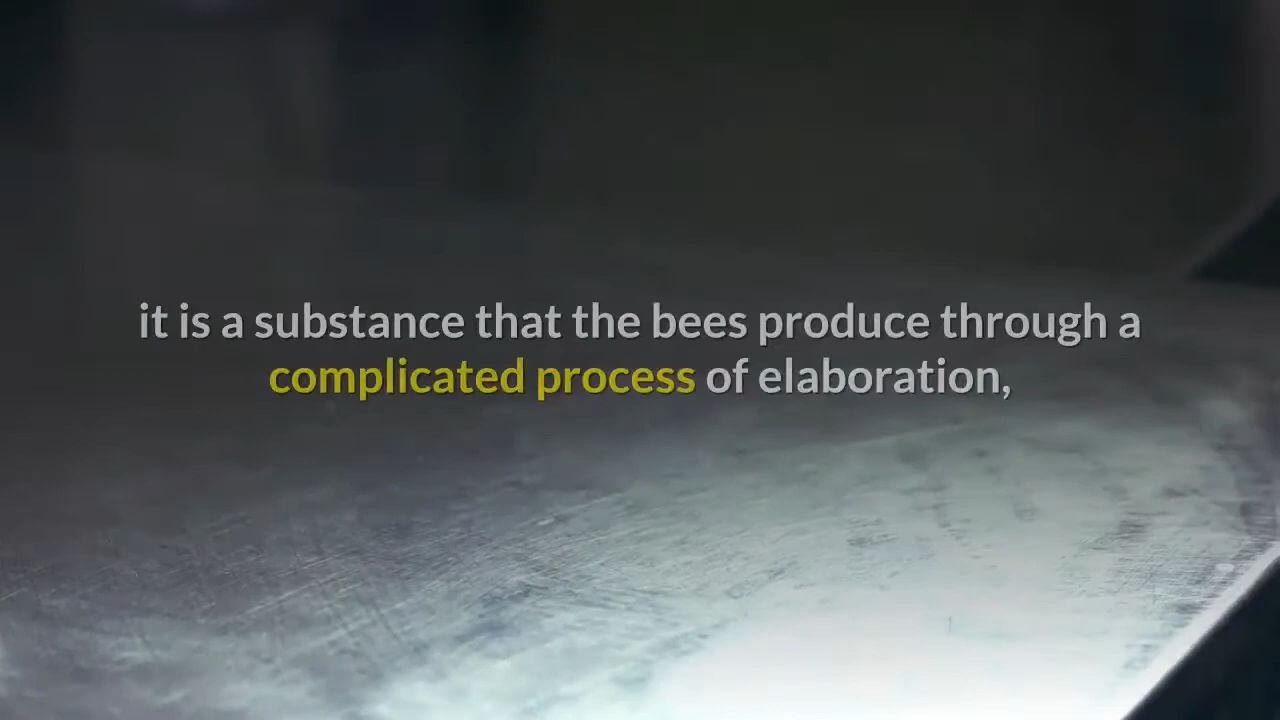 it is a substance that the bees produce through a
complicated process of elaboration,